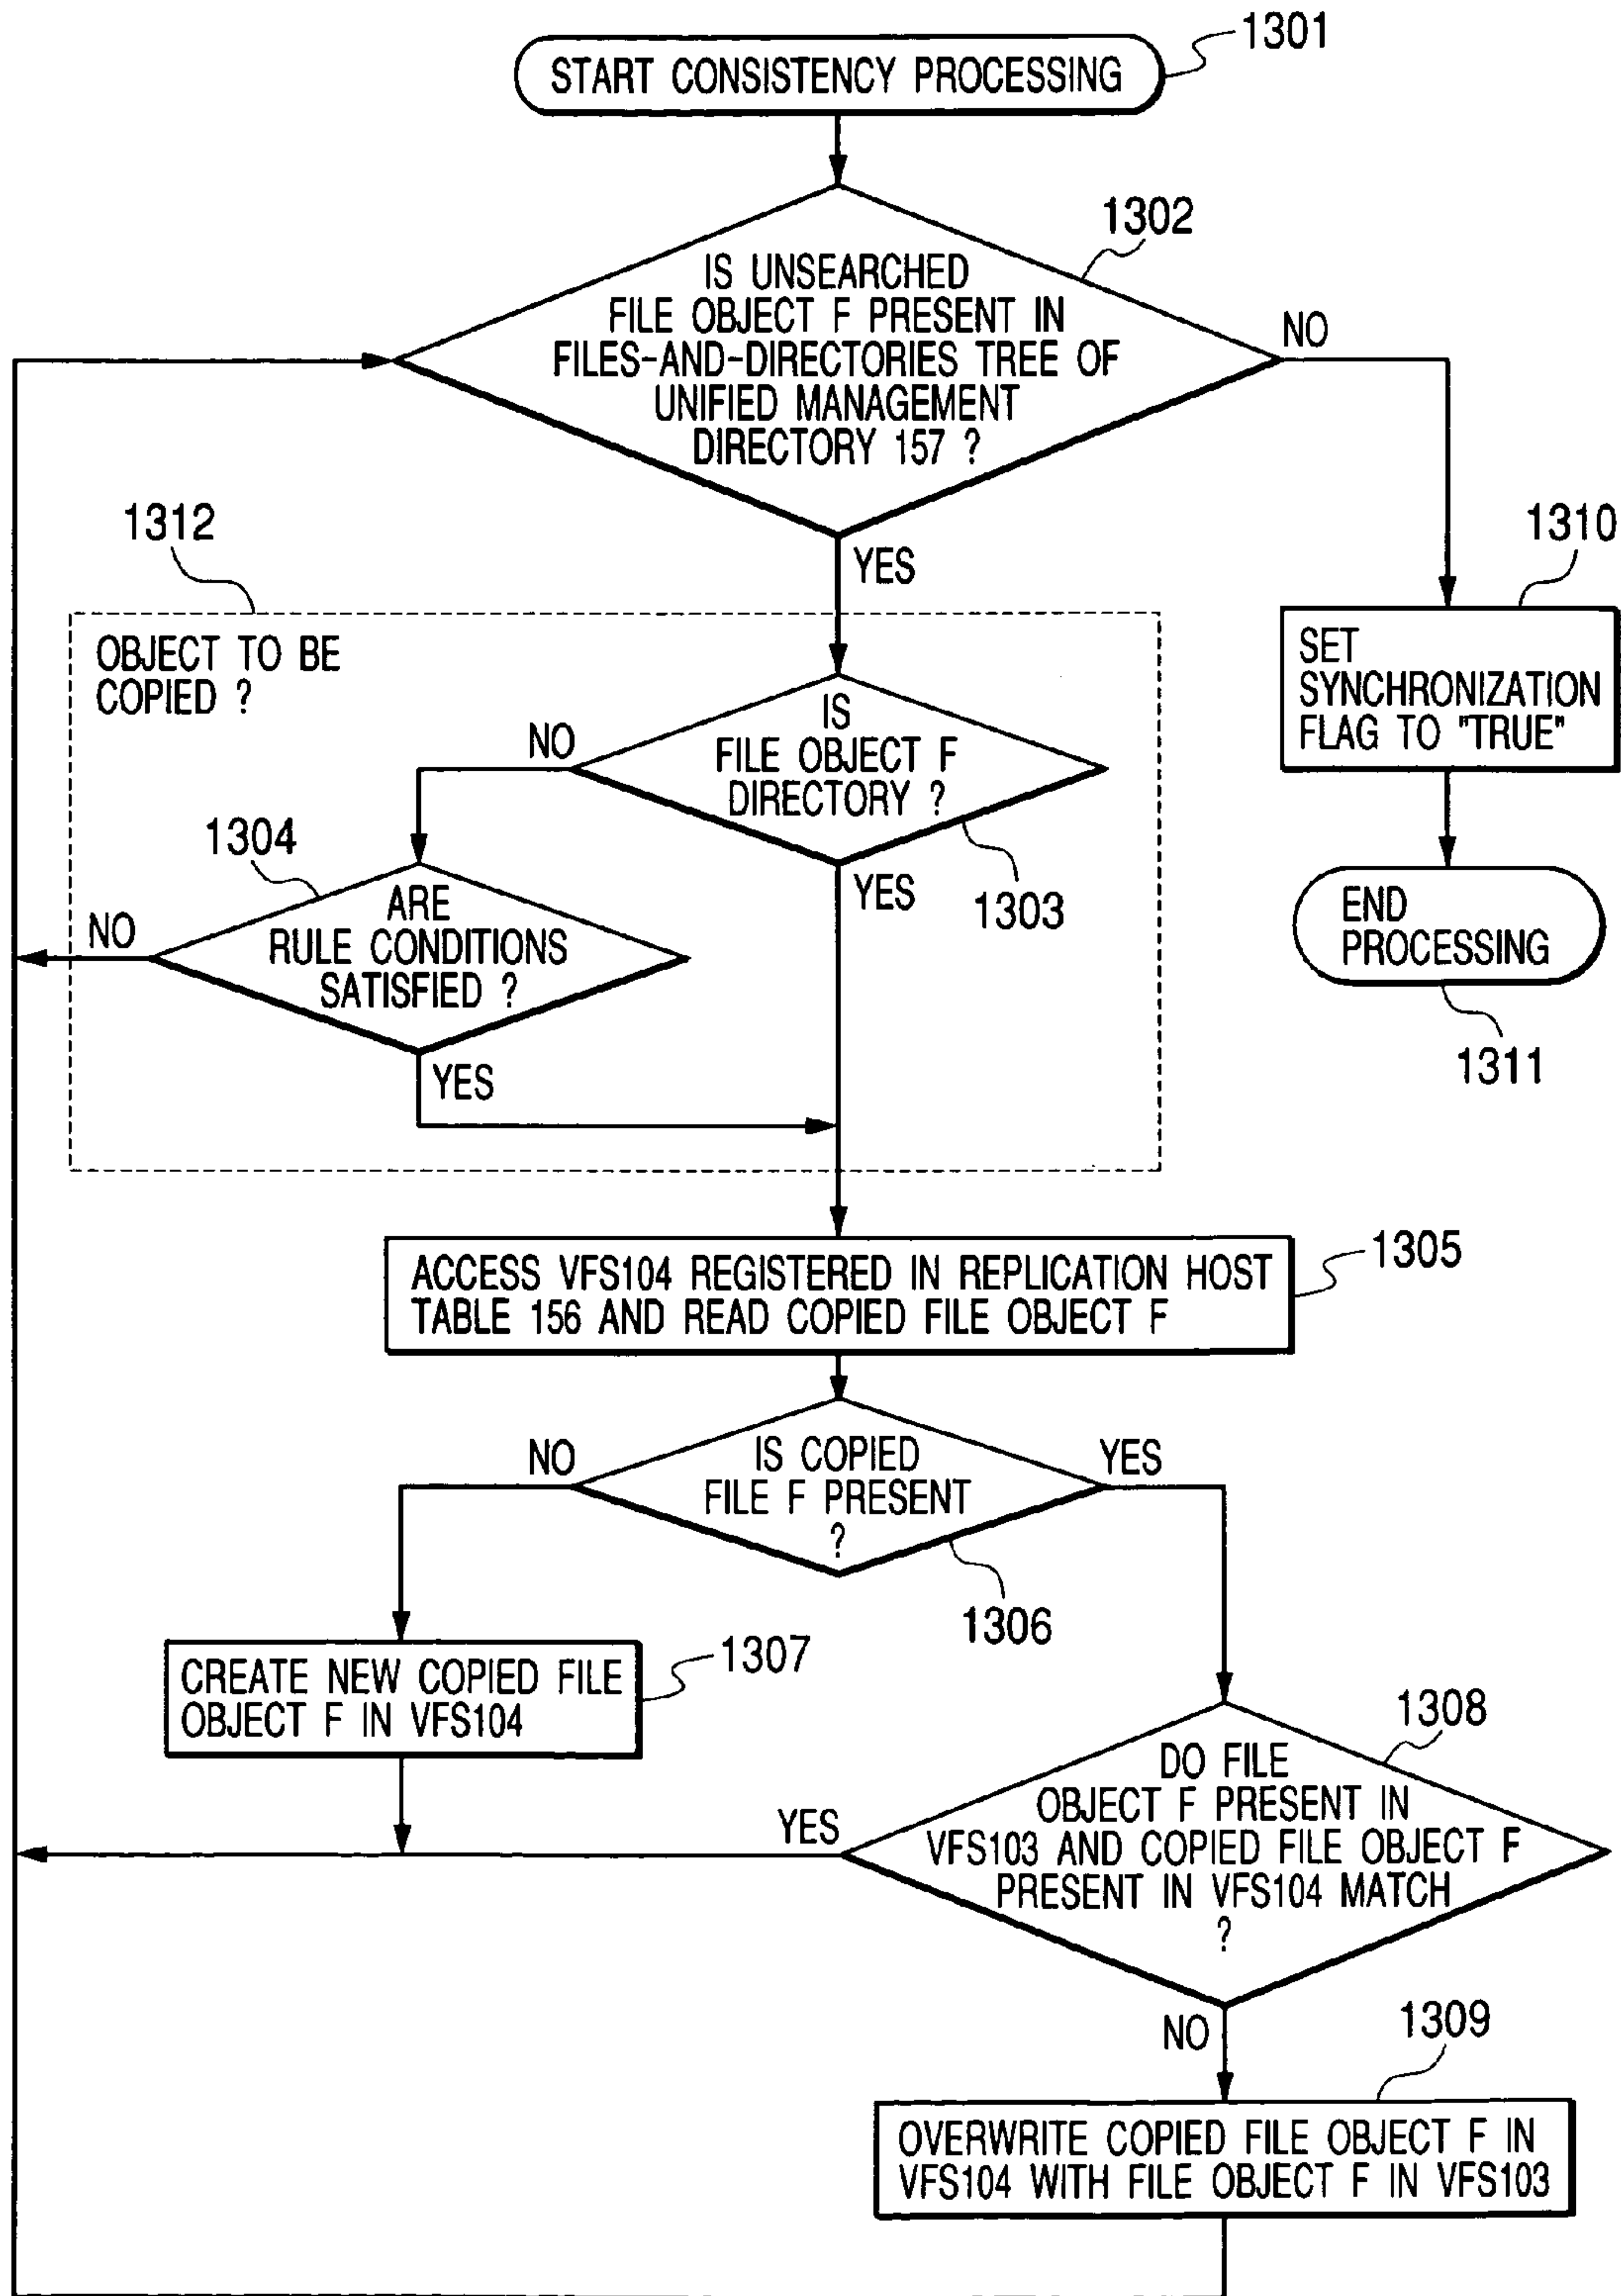 1301
START CONSISTENCY PROCESSING
1302
IS UNSEARCHED
FILE OBJECT F PRESENT IN
FILES-AND-DIRECTORIES TREE OF
UNIFIED MANAGEMENT
DIRECTORY 157 ?
NO
YES
1310
SET
SYNCHRONIZATION
FLAG TO "TRUE"
END
PROCESSING
1311
1312
OBJECT TO BE
COPIED ?
IS
FILE OBJECT F
DIRECTORY ?
NO
YES
1303
1304
ARE
RULE CONDITIONS
SATISFIED ?
NO
YES
1305
ACCESS VFS104 REGISTERED IN REPLICATION HOST
TABLE 156 AND READ COPIED FILE OBJECT F
IS COPIED
FILE F PRESENT
?
NO
YES
1306
1307
CREATE NEW COPIED FILE
OBJECT F IN VFS104
1308
DO FILE
OBJECT F PRESENT IN
VFS103 AND COPIED FILE OBJECT F
PRESENT IN VFS104 MATCH
?
YES
NO
1309
OVERWRITE COPIED FILE OBJECT F IN
VFS104 WITH FILE OBJECT F IN VFS103